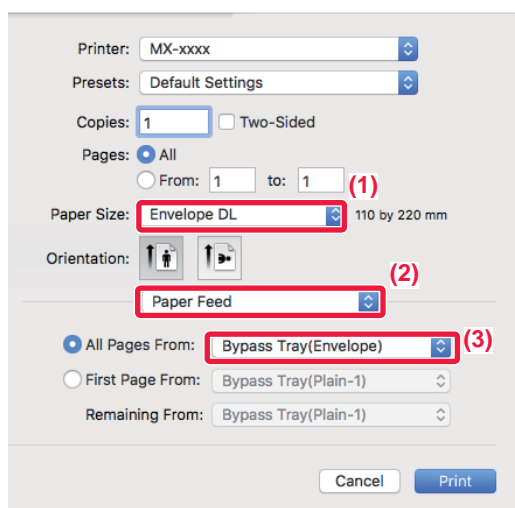 Printer: MX-xxxx
Presets: Default Settings
Copies: 1 Two-Sided
Pages: All
From: 1 to: 1 (1)
Paper Size: Envelope DL 110 by 220 mm
Orientation:
(2)
Paper Feed
All Pages From: Bypass Tray(Envelope) (3)
First Page From: Bypass Tray(Plain-1)
Remaining From: Bypass Tray(Plain-1)
Cancel Print